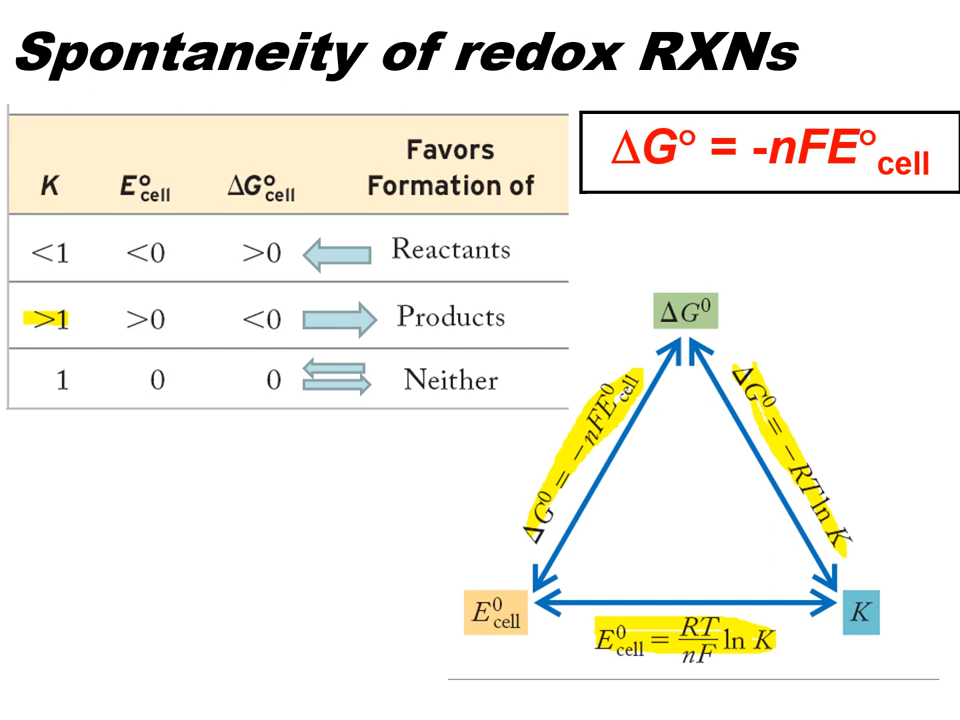 Spontaneity of redox RXNs
ΔG° = -nFE°cell
Favors
K E°cell ΔG°cell Formation of
<1 <0 >0 Reactants
>1 >0 <0 Products
1 0 0 Neither
ΔG⁰
ΔG⁰ = −nFE⁰cell
ΔG⁰ = −RT ln K
E⁰cell
K
E⁰cell = RT/nF ln K